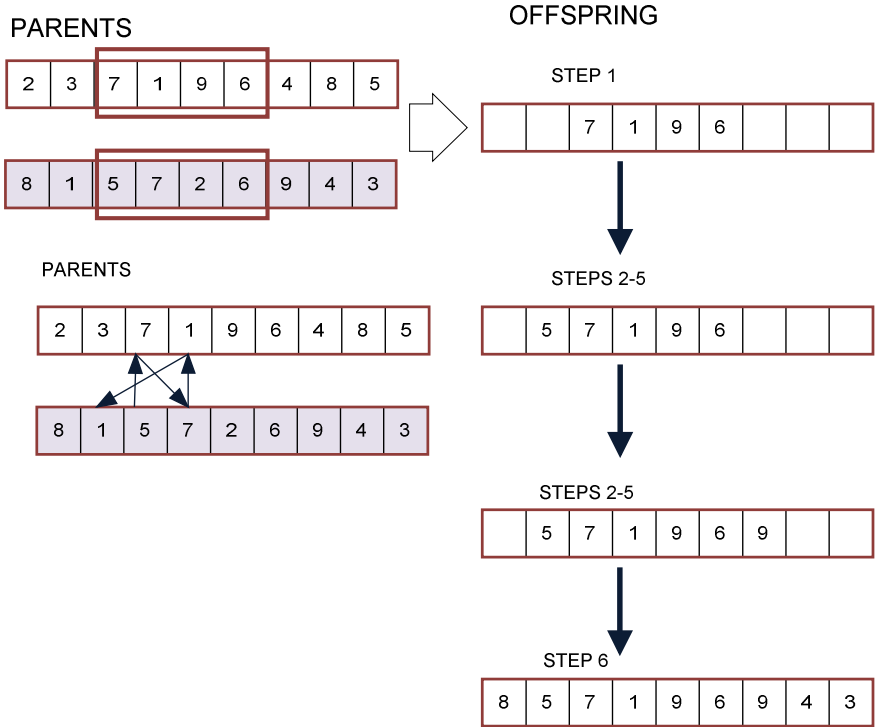 PARENTS
2 3 7 1 9 6 4 8 5
8 1 5 7 2 6 9 4 3
PARENTS
2 3 7 1 9 6 4 8 5
8 1 5 7 2 6 9 4 3
OFFSPRING
STEP 1
7 1 9 6
STEPS 2-5
5 7 1 9 6
STEPS 2-5
5 7 1 9 6 9
STEP 6
8 5 7 1 9 6 9 4 3